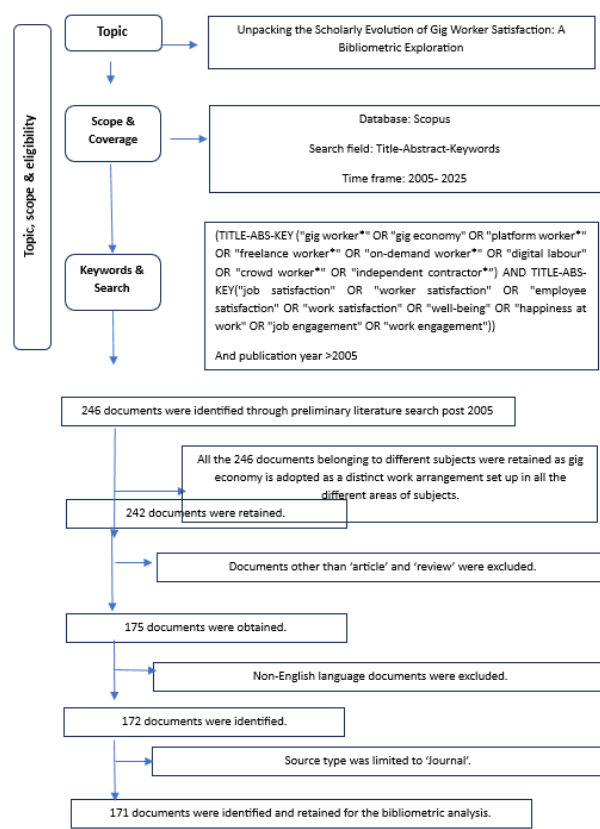 Topic, scope & eligibility
Topic
Unpacking the Scholarly Evolution of Gig Worker Satisfaction: A
Bibliometric Exploration
Scope &
Coverage
Database: Scopus
Search field: Title-Abstract-Keywords
Time frame: 2005- 2025
Keywords &
Search
(TITLE-ABS-KEY ("gig worker*" OR "gig economy" OR "platform worker*"
OR "freelance worker*" OR "on-demand worker*" OR "digital labour"
OR "crowd worker*" OR "independent contractor*") AND TITLE-ABS-
KEY("job satisfaction" OR "worker satisfaction" OR "employee
satisfaction" OR "work satisfaction" OR "well-being" OR "happiness at
work" OR "job engagement" OR "work engagement"))
And publication year >2005
246 documents were identified through preliminary literature search post 2005
All the 246 documents belonging to different subjects were retained as gig
economy is adopted as a distinct work arrangement set up in all the
different areas of subjects.
242 documents were retained.
Documents other than ‘article’ and ‘review’ were excluded.
175 documents were obtained.
Non-English language documents were excluded.
172 documents were identified.
Source type was limited to ‘Journal’.
171 documents were identified and retained for the bibliometric analysis.